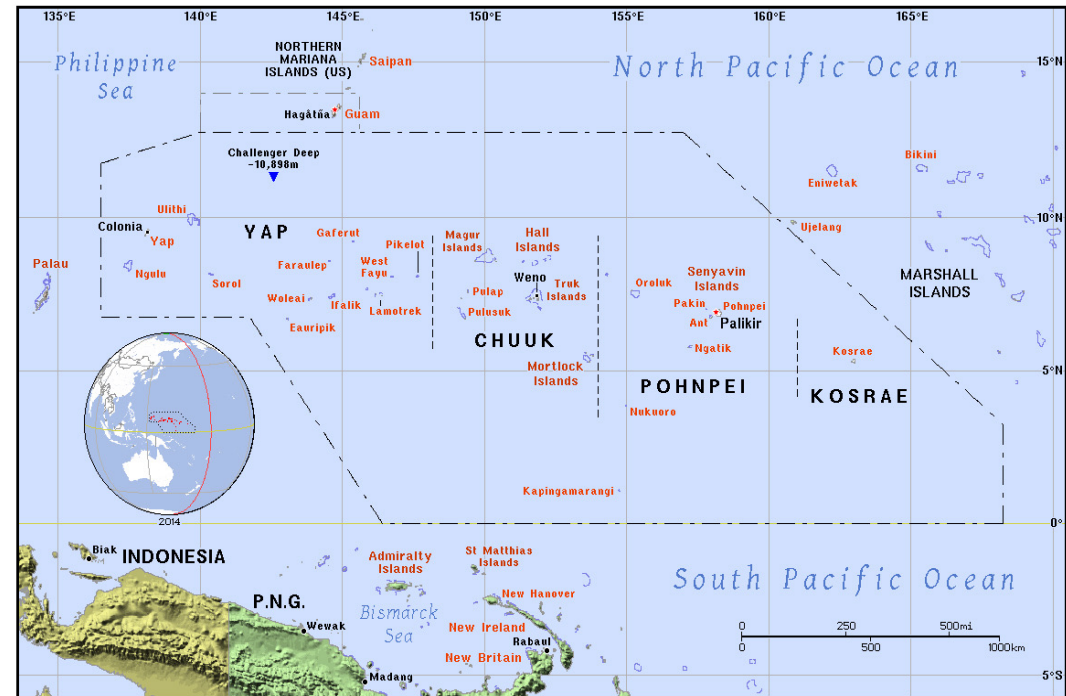 135°E 140°E 145°E 150°E 155°E 160°E 165°E
NORTHERN
MARIANA
ISLANDS (US)
Saipan
Philippine
Sea
North Pacific Ocean
15°N
Hagåtña
Guam
Challenger Deep
-10,898m
Bikini
Eniwetak
Ulithi
10°N
Colonia
Yap
YAP
Gaferut
Pikelot
Magur
Islands
Hall
Islands
Ujelang
Palau
Ngulu
Sorol
Faraulep
West
Fayu
Weno
Truk
Islands
Oroluk
Senyavin
Islands
MARSHALL
ISLANDS
Woleai
Ifalik
Lamotrek
Pulap
Pulusuk
Pakin
Pohnpei
Ant
Palikir
Eauripik
CHUUK
Ngatik
Kosrae
5°N
Mortlock
Islands
POHNPEI
KOSRAE
Nukuoro
Kapingamarangi
2014
0°
Biak
INDONESIA
Admiralty
Islands
St Matthias
Islands
South Pacific Ocean
P.N.G.
Bismarck
Sea
New Hanover
Wewak
New Ireland
Rabaul
New Britain
Madang
0 250 500mi
0 500 1000km
5°S